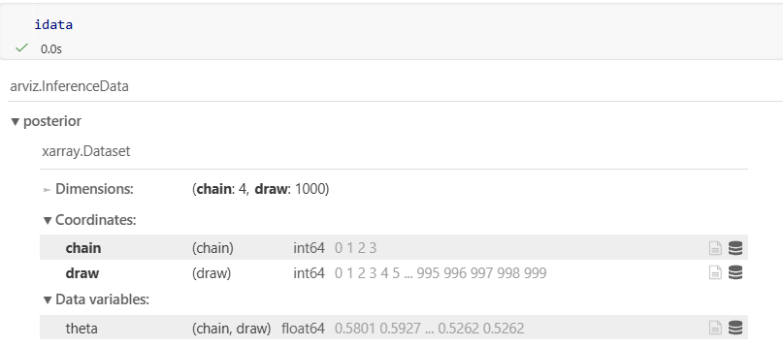 idata
0.0s
arviz.InferenceData
▼ posterior
xarray.Dataset
► Dimensions: (chain: 4, draw: 1000)
▼ Coordinates:
chain (chain) int64 0 1 2 3
draw (draw) int64 0 1 2 3 4 5 ... 995 996 997 998 999
▼ Data variables:
theta (chain, draw) float64 0.5801 0.5927 ... 0.5262 0.5262